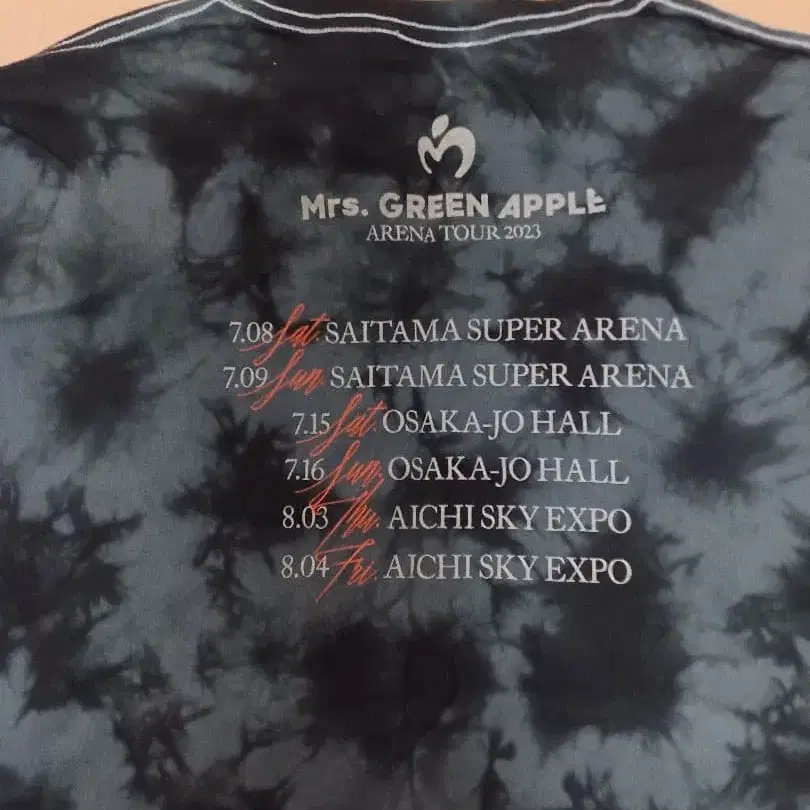 Mrs. GREEN APPLE
ARENA TOUR 2023
7.08 Sat. SAITAMA SUPER ARENA
7.09 Sun. SAITAMA SUPER ARENA
7.15 Sat. OSAKA-JO HALL
7.16 Sun. OSAKA-JO HALL
8.03 Thu. AICHI SKY EXPO
8.04 Fri. AICHI SKY EXPO